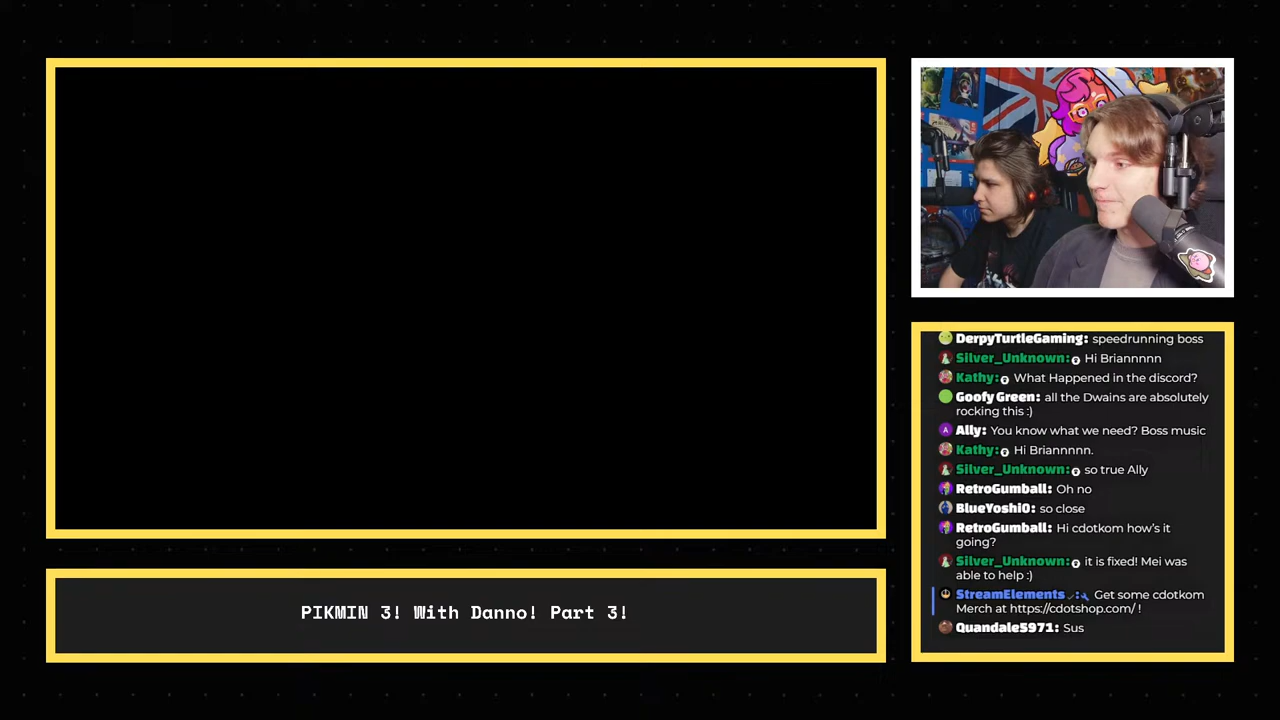 DerpyTurtleGaming: speedrunning boss
Silver_Unknown: Hi Briannnnn
Kathy: What Happened in the discord?
Goofy Green: all the Dwains are absolutely
rocking this :)
A Ally: You know what we need? Boss music
Kathy: Hi Briannnnn.
Silver_Unknown: so true Ally
RetroGumball: Oh no
BlueYoshi0: so close
RetroGumball: Hi cdotkom how's it
going?
Silver_Unknown: it is fixed! Mei was
able to help :)
StreamElements: Get some cdotkom
Merch at https://cdotshop.com/ !
Quandale5971: Sus
PIKMIN 3! With Danno! Part 3!